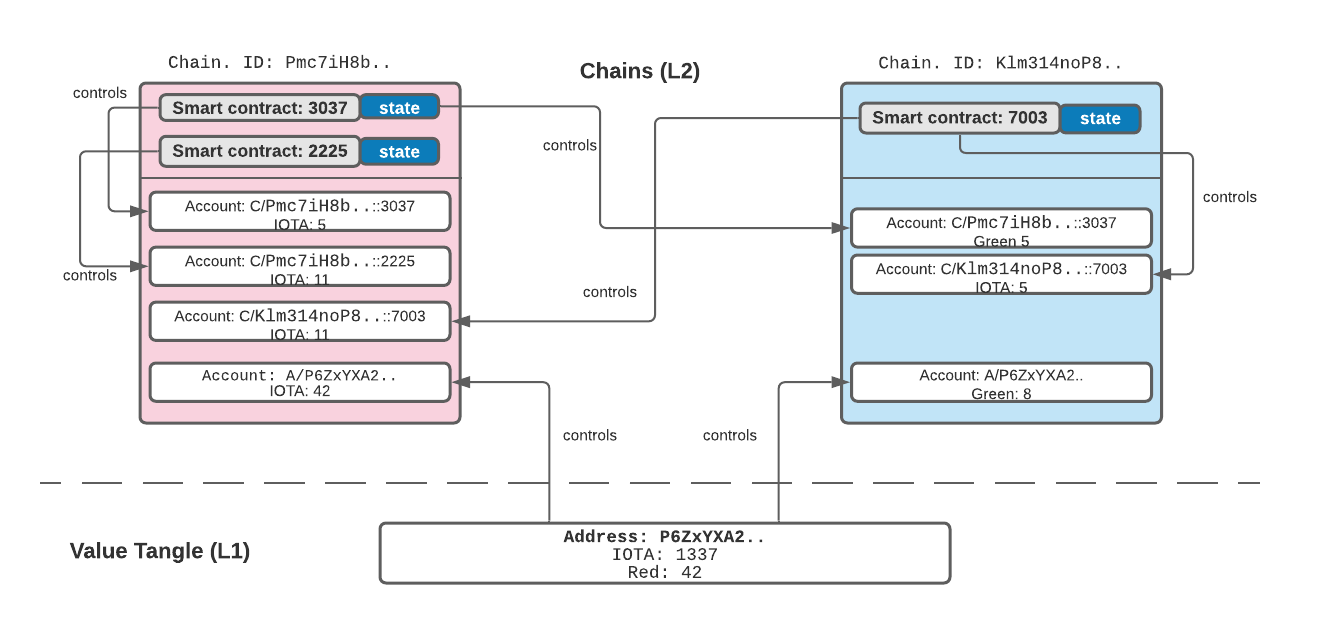 Chain. ID: Pmc7iH8b..
Chains (L2)
Chain. ID: Klm314noP8..
controls
Smart contract: 3037 state
Smart contract: 2225 state
Account: C/Pmc7iH8b..::3037
IOTA: 5
Account: C/Pmc7iH8b..::2225
IOTA: 11
controls
Account: C/Klm314noP8..::7003
IOTA: 11
Account: A/P6ZxYXA2..
IOTA: 42
controls
controls
Smart contract: 7003 state
controls
Account: C/Pmc7iH8b..::3037
Green 5
Account: C/Klm314noP8..::7003
IOTA: 5
Account: A/P6ZxYXA2..
Green: 8
controls
controls
Value Tangle (L1)
Address: P6ZxYXA2..
IOTA: 1337
Red: 42